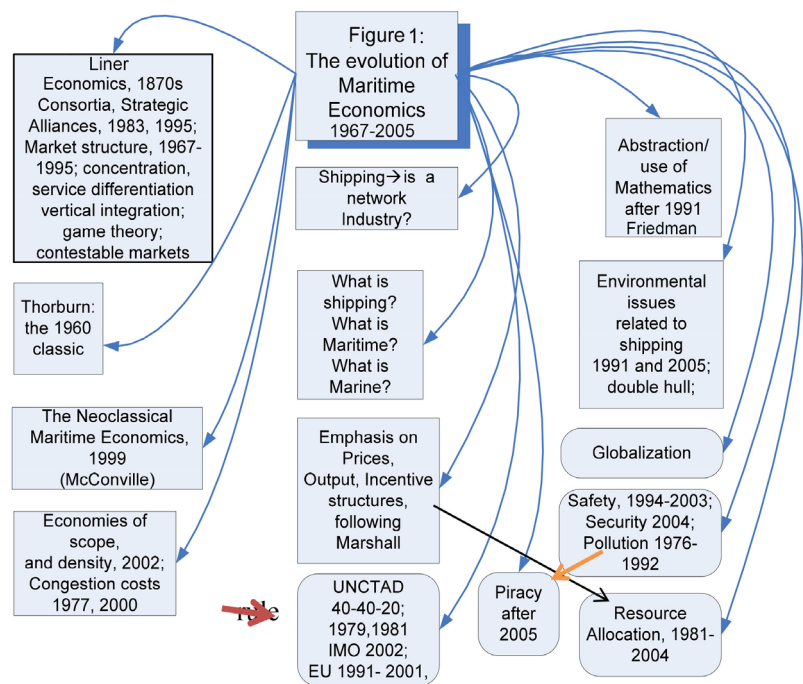 Figure 1:
The evolution of
Maritime
Economics
1967-2005
Liner
Economics, 1870s
Consortia, Strategic
Alliances, 1983, 1995;
Market structure, 1967-
1995; concentration,
service differentiation
vertical integration;
game theory;
contestable markets
Thorburn:
the 1960
classic
The Neoclassical
Maritime Economics,
1999
(McConville)
Economies of
scope,
and density, 2002;
Congestion costs
1977, 2000
rule
Shipping→is a
network
Industry?
What is
shipping?
What is
Maritime?
What is
Marine?
Emphasis on
Prices,
Output, Incentive
structures,
following
Marshall
UNCTAD
40-40-20;
1979,1981
IMO 2002;
EU 1991- 2001,
Piracy
after
2005
Abstraction/
use of
Mathematics
after 1991
Friedman
Environmental
issues
related to
shipping
1991 and 2005;
double hull;
Globalization
Safety, 1994-2003;
Security 2004;
Pollution 1976-
1992
Resource
Allocation, 1981-
2004